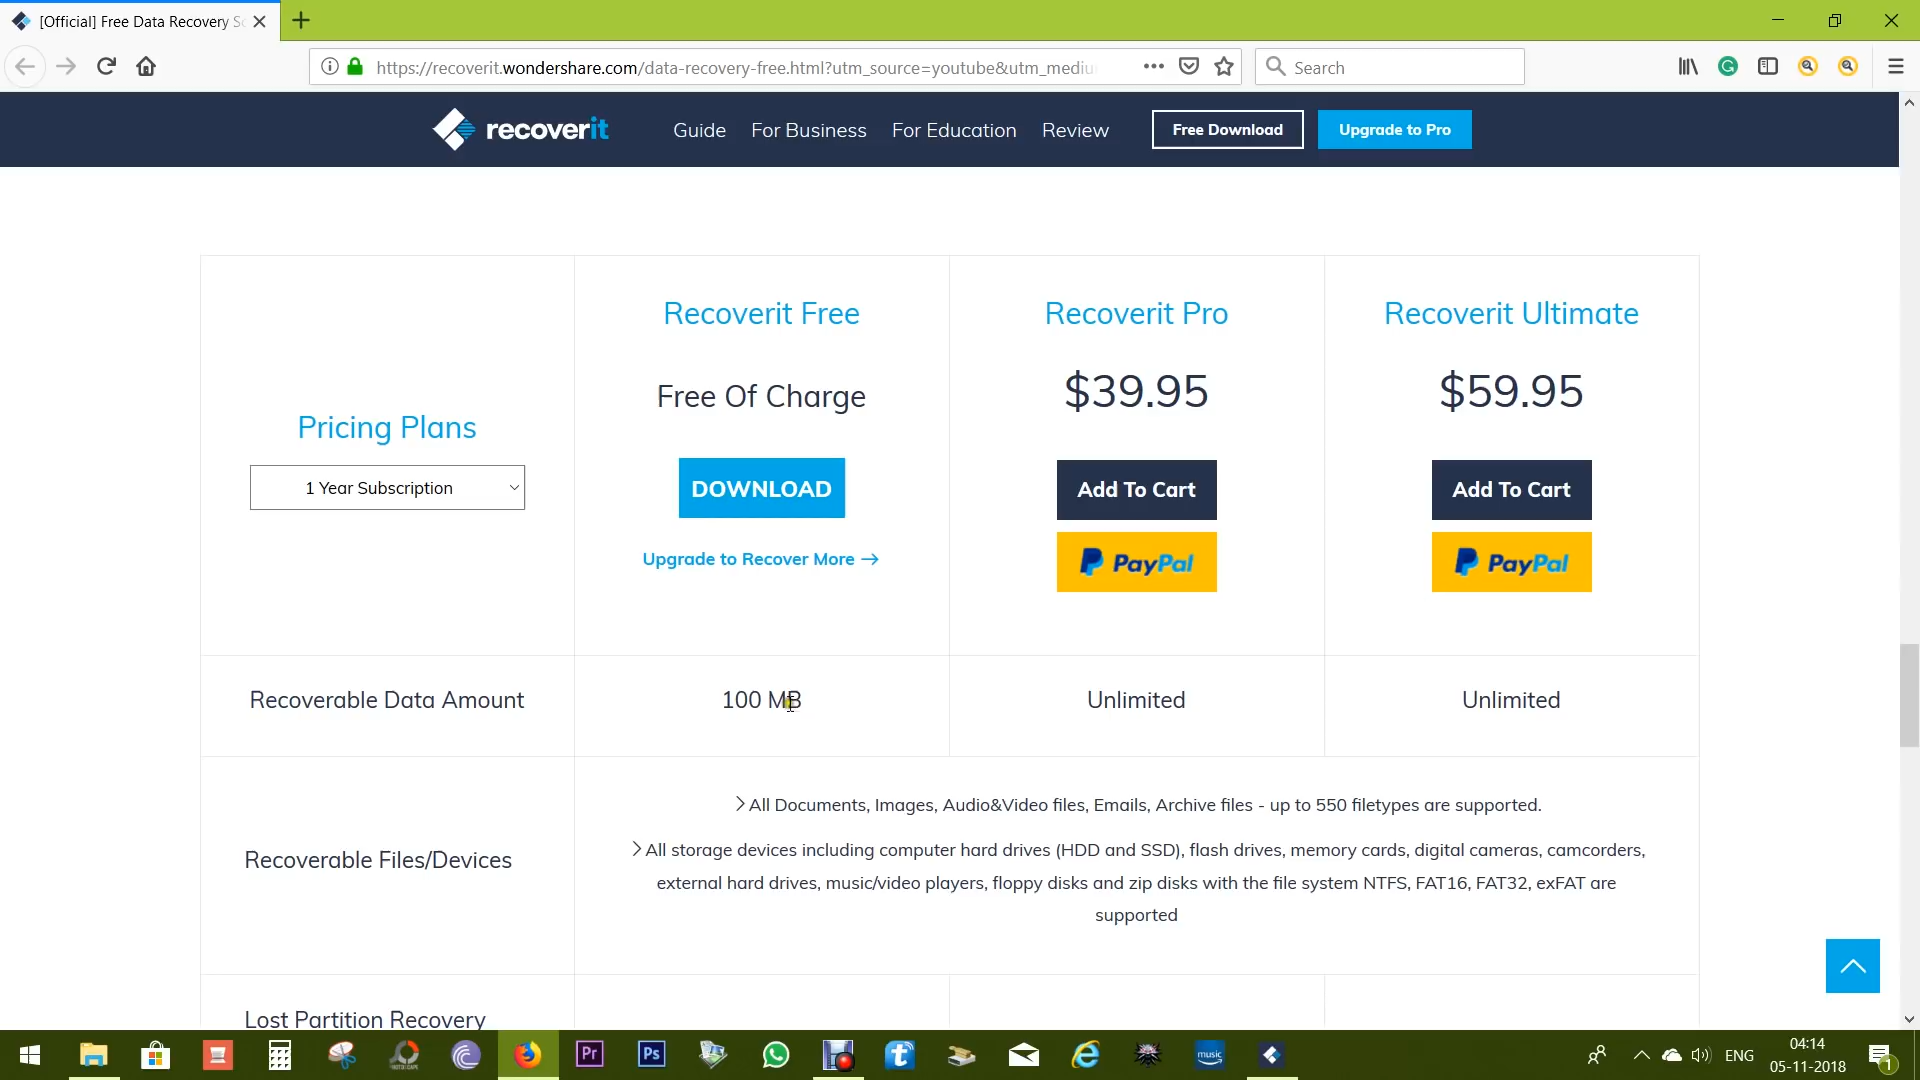 [Official] Free Data Recovery So
https://recoverit.wondershare.com/data-recovery-free.html?utm_source=youtube&utm_mediu
Search
recoverit
Guide
For Business
For Education
Review
Free Download
Upgrade to Pro
Pricing Plans
1 Year Subscription
Recoverit Free
Free Of Charge
DOWNLOAD
Upgrade to Recover More →
Recoverit Pro
$39.95
Add To Cart
PayPal
Recoverit Ultimate
$59.95
Add To Cart
PayPal
Recoverable Data Amount
100 MB
Unlimited
Unlimited
Recoverable Files/Devices
All Documents, Images, Audio&Video files, Emails, Archive files - up to 550 filetypes are supported.
All storage devices including computer hard drives (HDD and SSD), flash drives, memory cards, digital cameras, camcorders,
external hard drives, music/video players, floppy disks and zip disks with the file system NTFS, FAT16, FAT32, exFAT are
supported
Lost Partition Recovery
Pr
Ps
music
ENG
04:14
05-11-2018
1